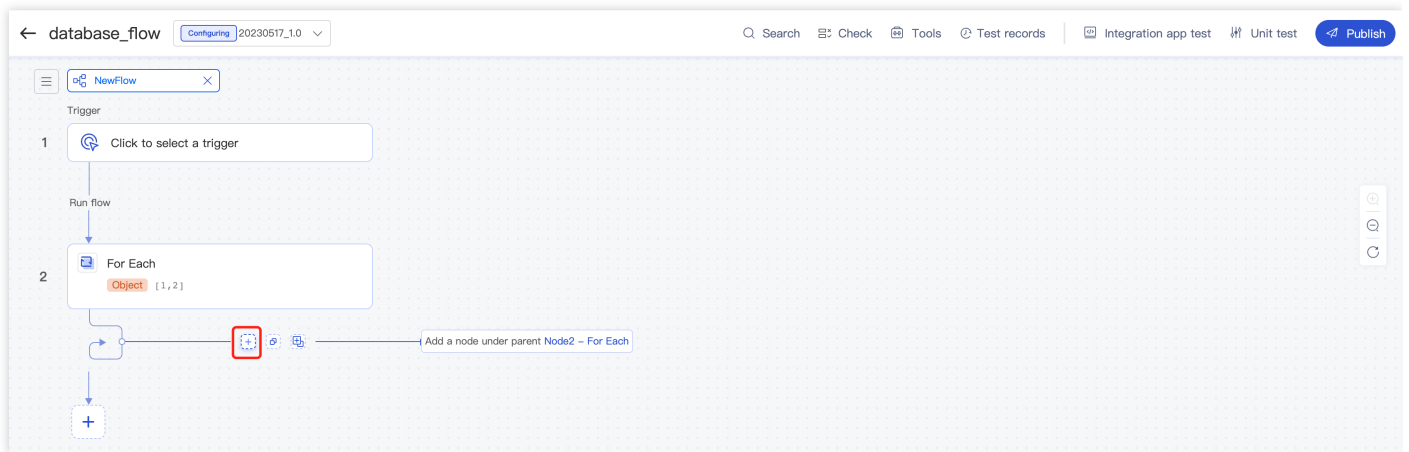 database_flow Configuring 20230517_1.0 Search Check Tools Test records Integration app test Unit test Publish
NewFlow
Trigger
1 Click to select a trigger
Run flow
2 For Each
Object [1,2]
Add a node under parent Node2 – For Each